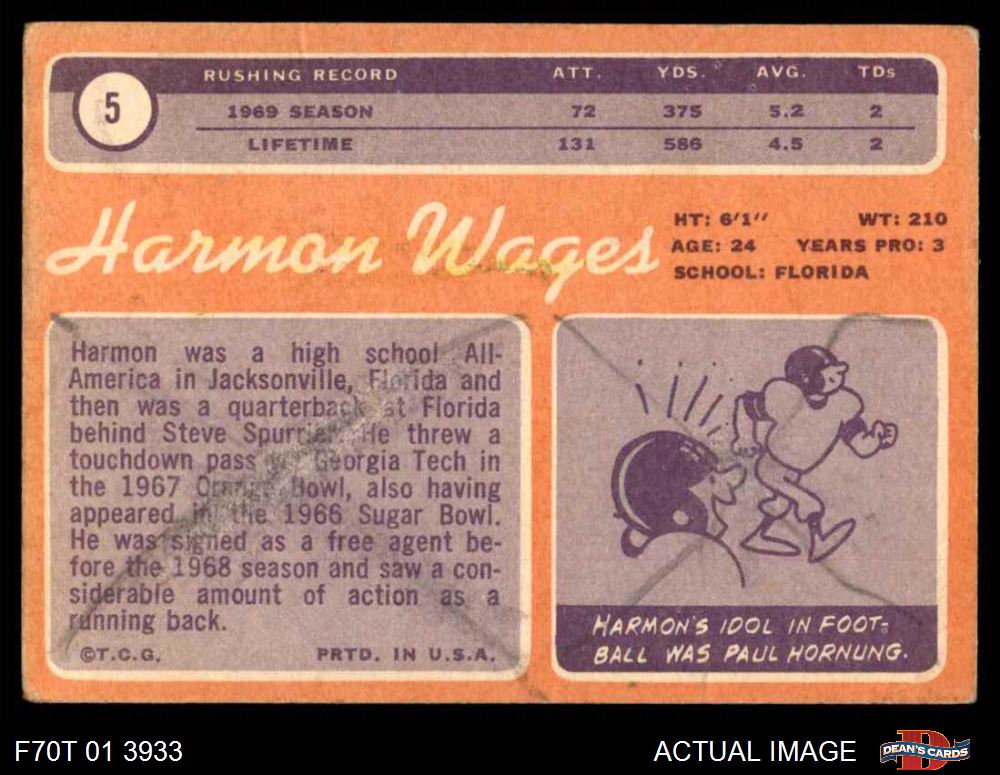 5
RUSHING RECORD ATT. YDS. AVG. TDs
1969 SEASON 72 375 5.2 2
LIFETIME 131 586 4.5 2
Harmon Wages
HT: 6'1'' WT: 210
AGE: 24 YEARS PRO: 3
SCHOOL: FLORIDA
Harmon was a high school All-
America in Jacksonville, Florida and
then was a quarterback at Florida
behind Steve Spurrier. He threw a
touchdown pass Georgia Tech in
the 1967 Orange Bowl, also having
appeared in the 1966 Sugar Bowl.
He was signed as a free agent be-
fore the 1968 season and saw a con-
siderable amount of action as a
running back.
©T.C.G. PRTD. IN U.S.A.
HARMON'S IDOL IN FOOT-
BALL WAS PAUL HORNUNG.
F70T 01 3933
ACTUAL IMAGE
D
DEAN'S CARDS